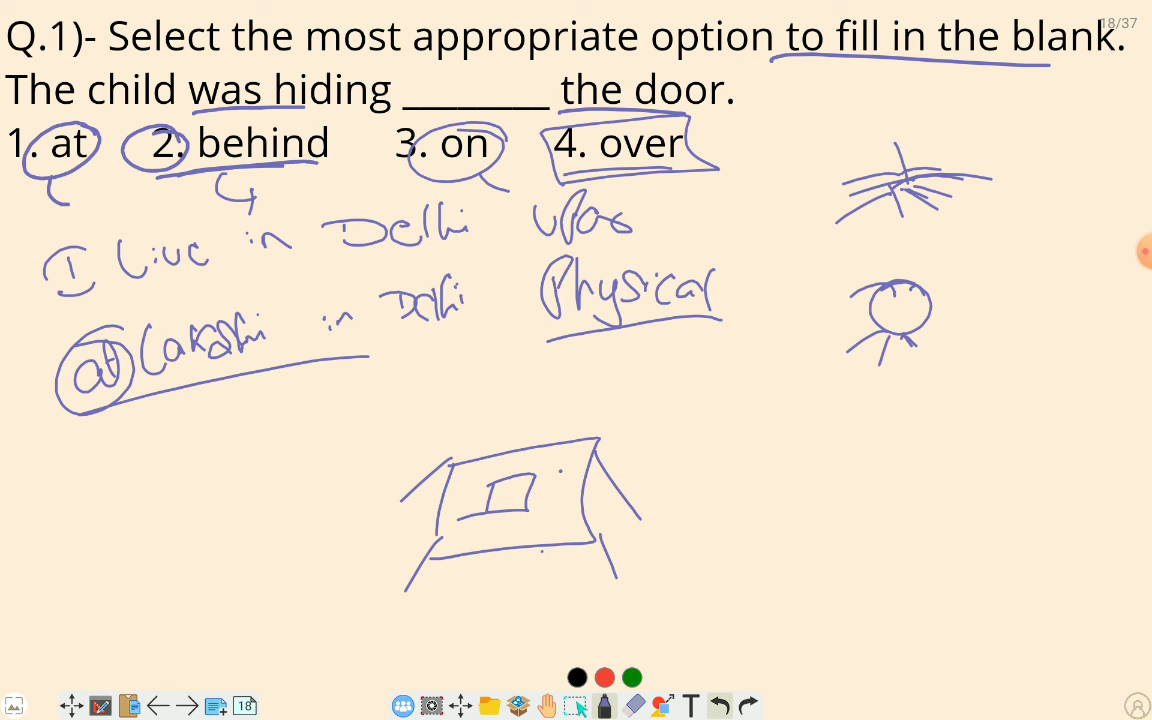 18/37
Q.1)- Select the most appropriate option to fill in the blank.
The child was hiding ________ the door.
1. at 2. behind 3. on 4. over
I live in Delhi
at in Delhi Physical
18
T